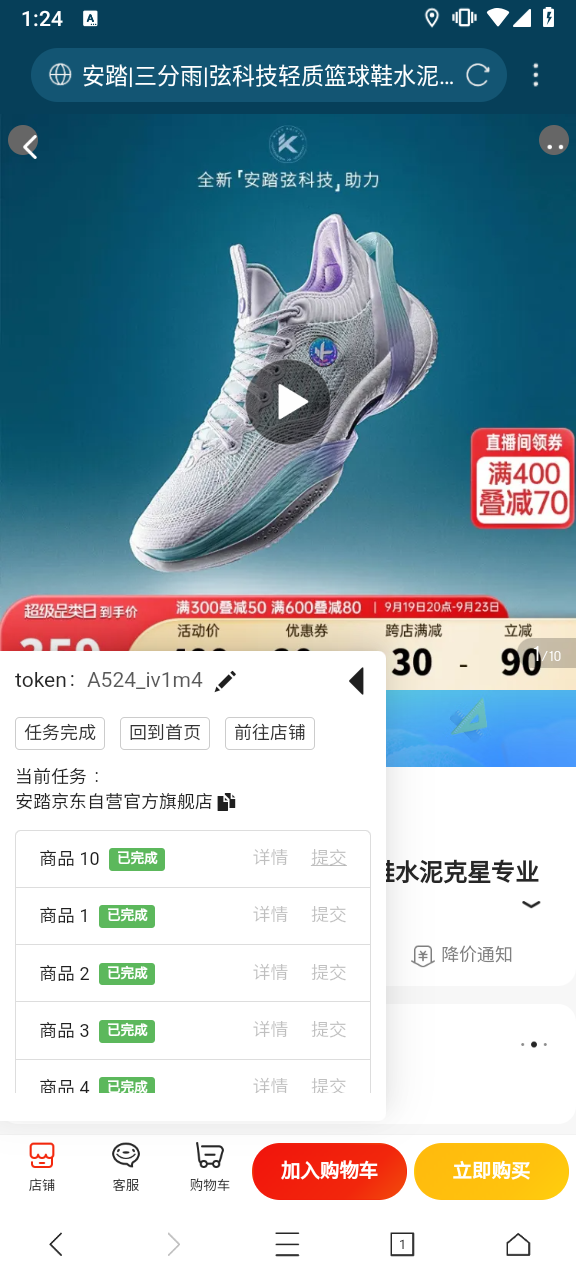 1:24
A
安踏|三分雨|弦科技轻质篮球鞋水泥...
全新「安踏弦科技」助力
直播间领券
满400
叠减70
超级品类日 到手价
满300叠减50 满600叠减80 | 9月19日20点-9月23日
活动价 优惠券 跨店满减 立减
30 - 90
1/10
token: A524_iv1m4
任务完成 回到首页 前往店铺
当前任务：
安踏京东自营官方旗舰店
商品 10 已完成 详情 提交
商品 1 已完成 详情 提交
商品 2 已完成 详情 提交
商品 3 已完成 详情 提交
商品 4 已完成 详情 提交
水泥克星专业
降价通知
店铺 客服 购物车 加入购物车 立即购买
1